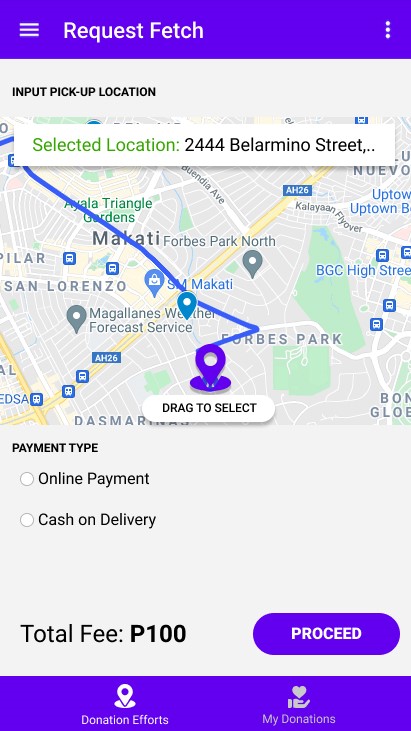 Request Fetch
INPUT PICK-UP LOCATION
Selected Location: 2444 Belarmino Street,..
Buendia Ave
NUEVO
AH26
Ayala Triangle
Gardens
Kalayaan Flyover
Uptow
Uptown B
Makati
Forbes Park North
PILAR
BGC High Stree
SAN LORENZO
SM Makati
Magallanes Weather
Forecast Service
FORBES PARK
AH26
EDSA
DRAG TO SELECT
BON
GLOB
DASMARINAS
PAYMENT TYPE
Online Payment
Cash on Delivery
Total Fee: P100
PROCEED
Donation Efforts
My Donations